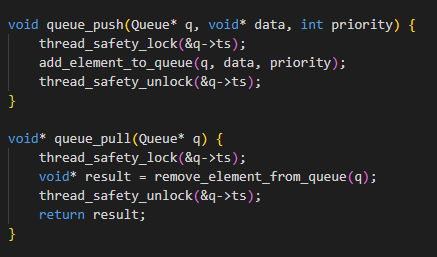 void queue_push(Queue* q, void* data, int priority) {
    thread_safety_lock(&q->ts);
    add_element_to_queue(q, data, priority);
    thread_safety_unlock(&q->ts);
}

void* queue_pull(Queue* q) {
    thread_safety_lock(&q->ts);
    void* result = remove_element_from_queue(q);
    thread_safety_unlock(&q->ts);
    return result;
}